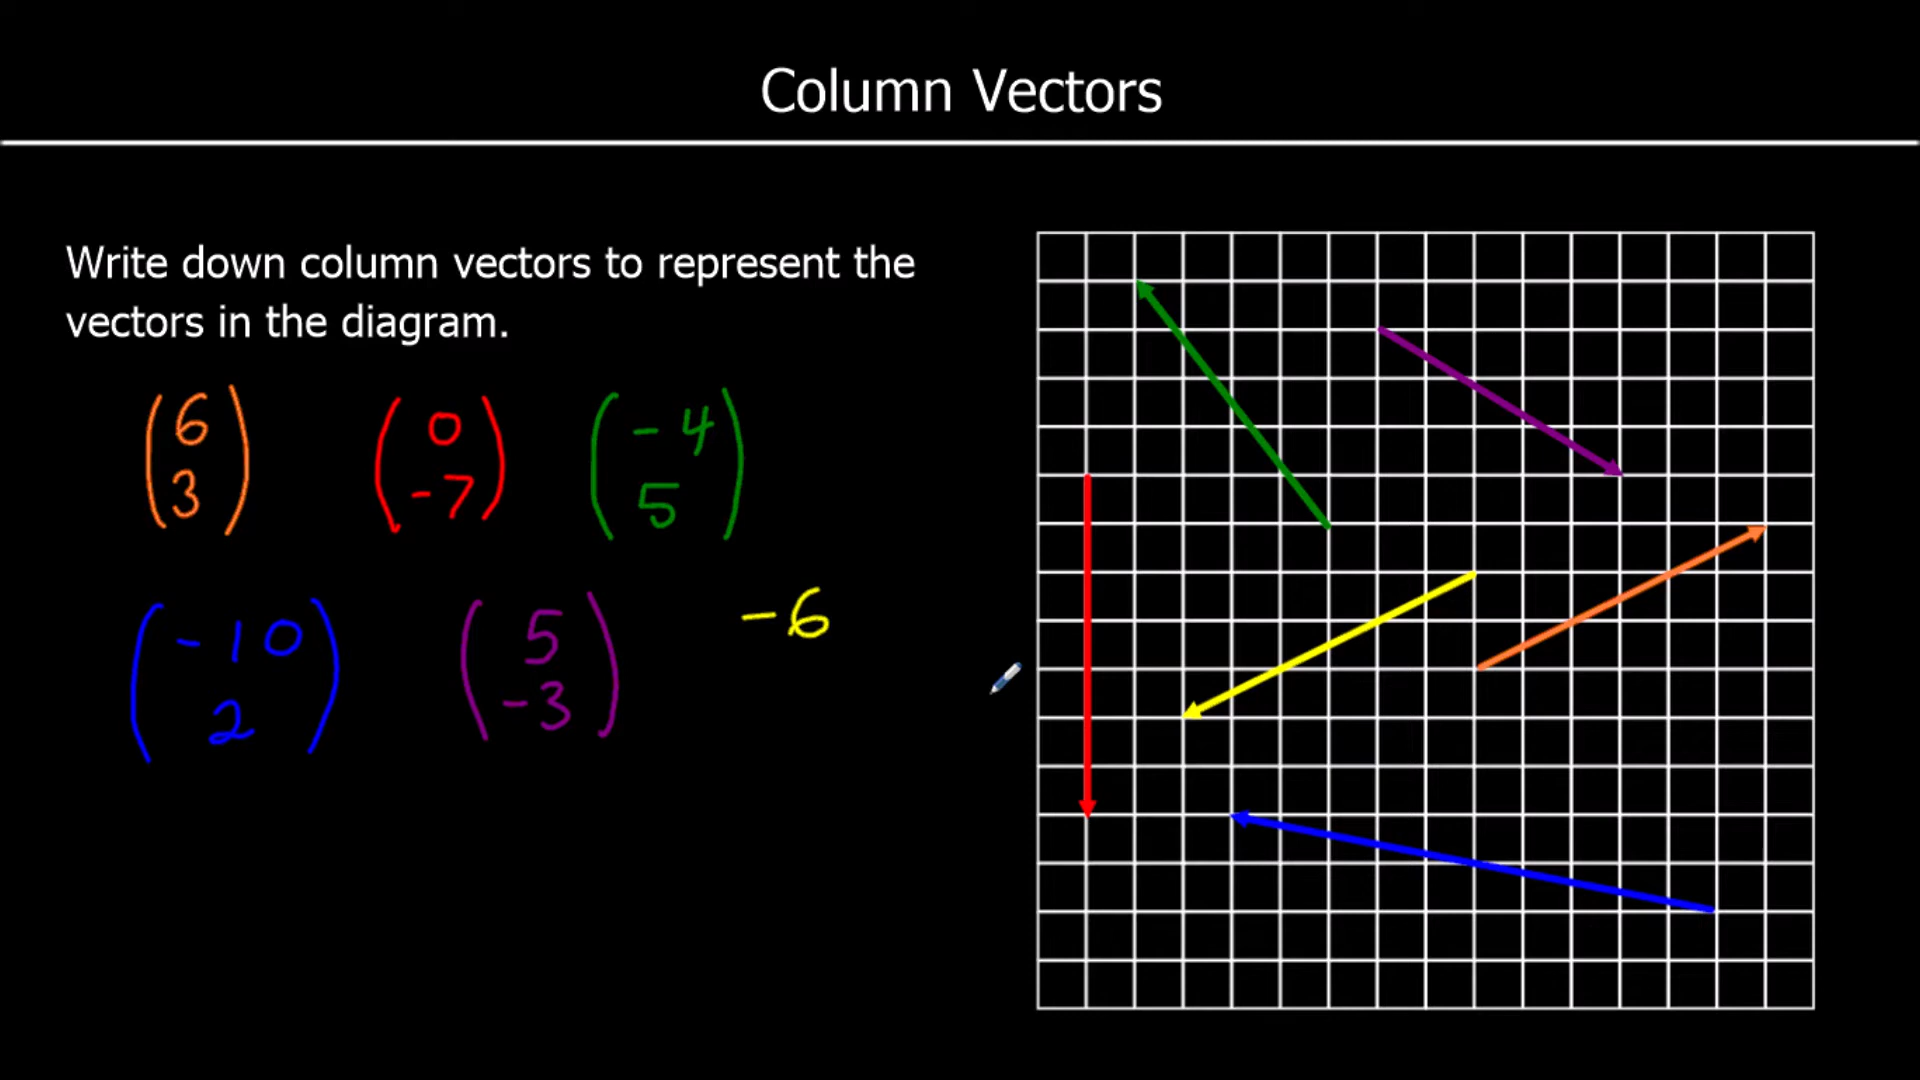 Column Vectors
Write down column vectors to represent the
vectors in the diagram.
(6 3) (0 -7) (-4 5)
(-10 2) (5 -3) -6